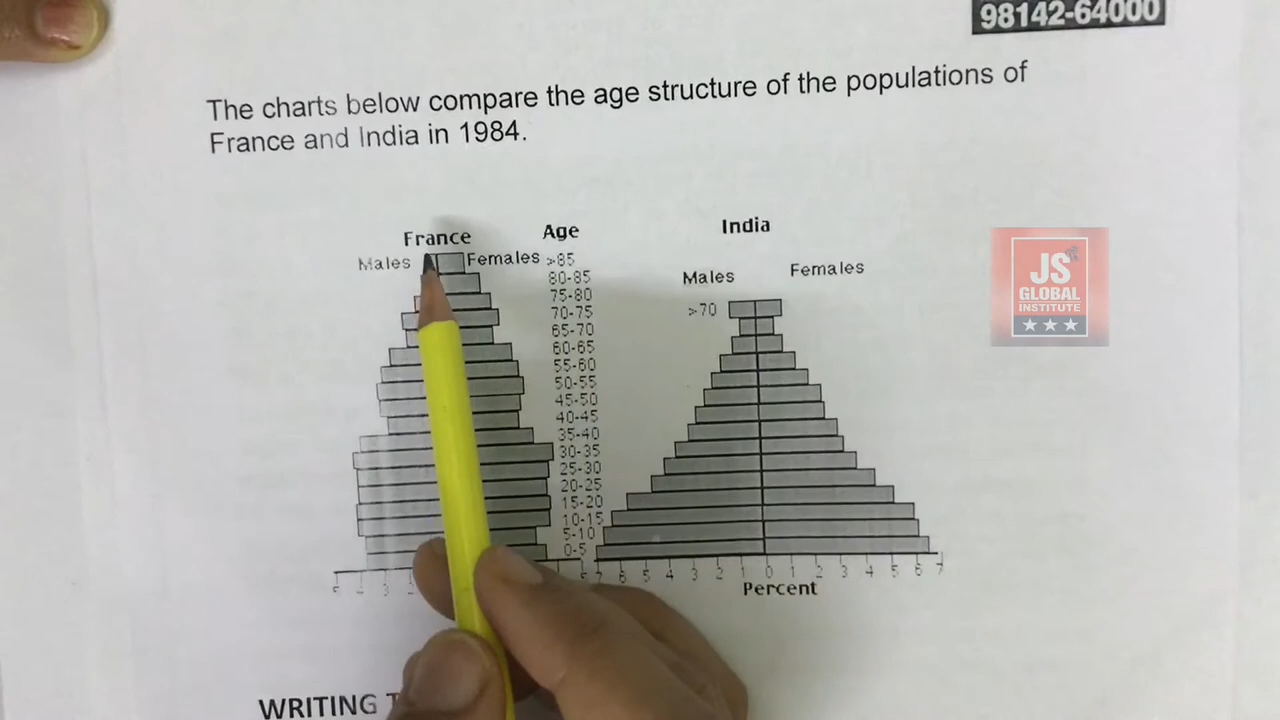 98142-64000
The charts below compare the age structure of the populations of
France and India in 1984.
France Age India
Males Females >85 Males Females
80-85
75-80
70-75 >70
65-70
60-65
55-60
50-55
45-50
40-45
35-40
30-35
25-30
20-25
15-20
10-15
5-10
0-5
3 2 7 6 5 4 3 2 1 0 1 2 3 4 5 6 7
Percent
WRITING
JS
GLOBAL
INSTITUTE